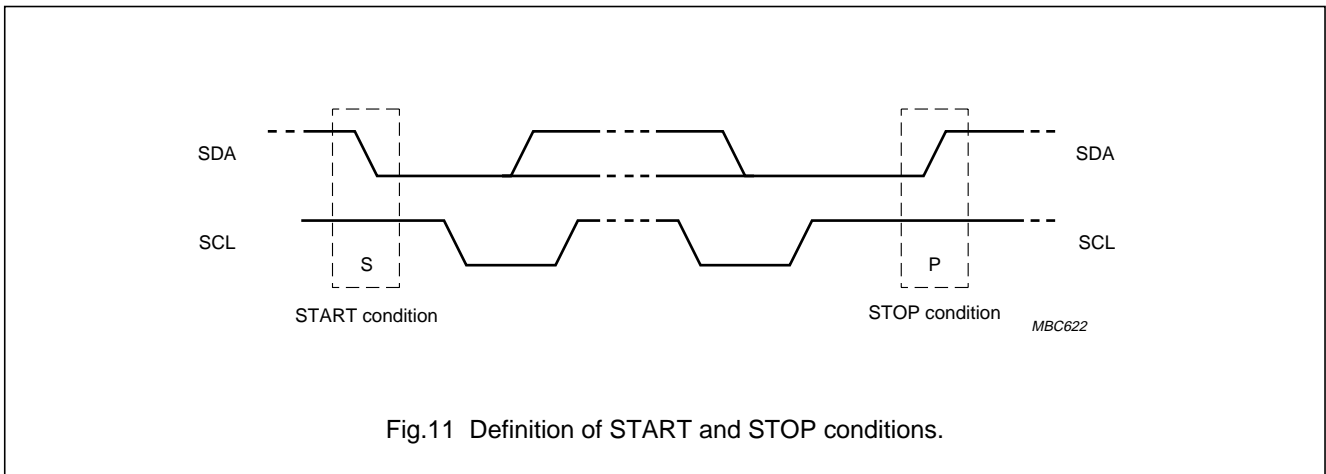 SDA
SDA
SCL
SCL
S
P
START condition
STOP condition
MBC622
Fig.11 Definition of START and STOP conditions.